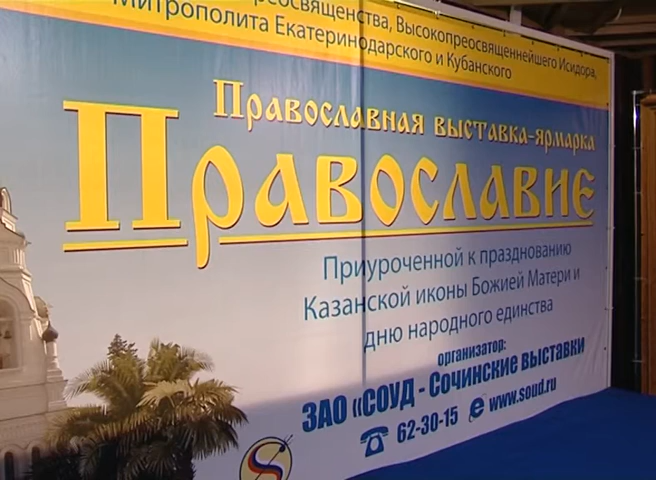 Высокопреосвященнейшего Исидора,
Митрополита Екатеринодарского и Кубанского
Православная выставка-ярмарка
Православие
Приуроченной к празднованию
Казанской иконы Божией Матери и
дню народного единства
организатор:
ЗАО «СОУД - Сочинские выставки
62-30-15 www.soud.ru